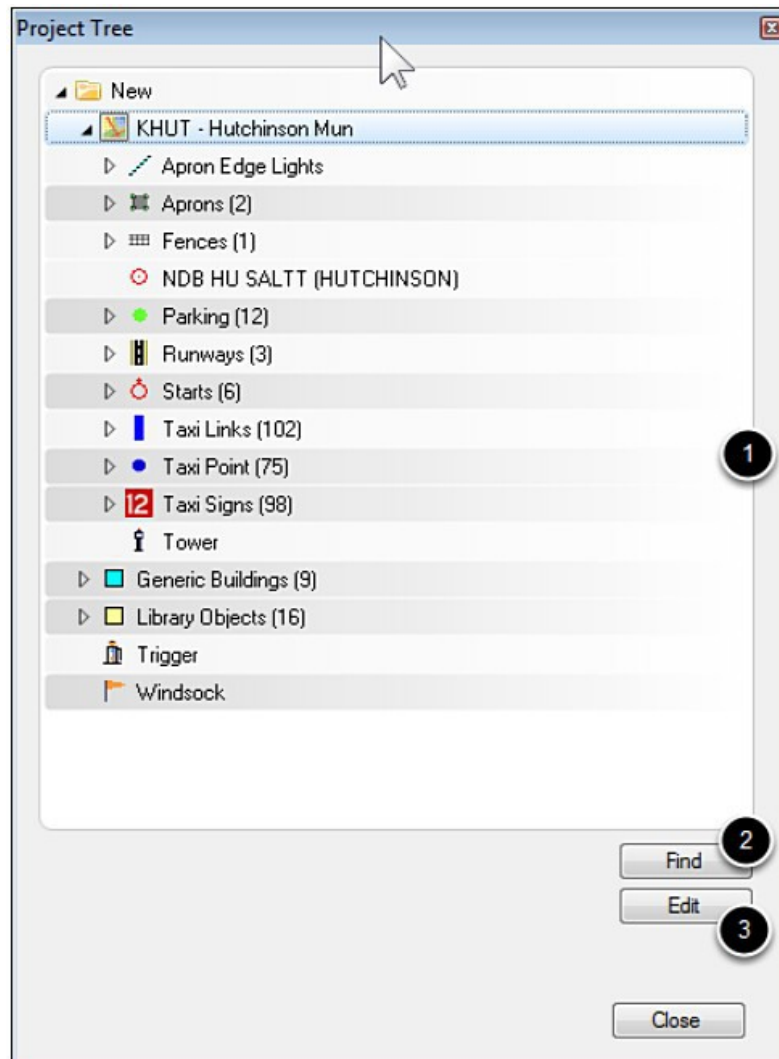 Project Tree
New
KHUT - Hutchinson Mun
Apron Edge Lights
Aprons (2)
Fences (1)
NDB HU SALTT (HUTCHINSON)
Parking (12)
Runways (3)
Starts (6)
Taxi Links (102)
1
Taxi Point (75)
12 Taxi Signs (98)
Tower
Generic Buildings (9)
Library Objects (16)
Trigger
Windsock
2
Find
Edit
3
Close